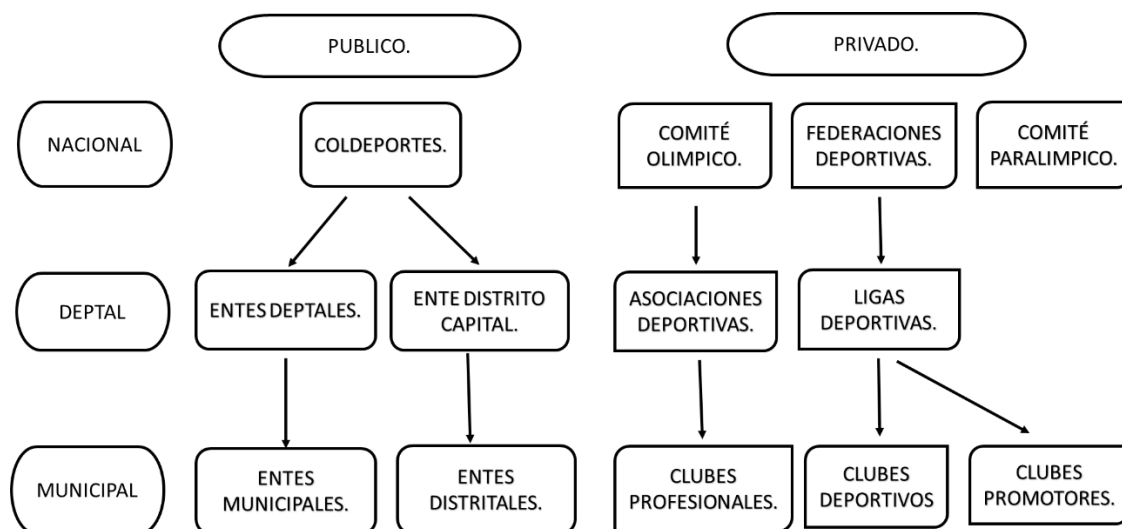 PUBLICO.
PRIVADO.
NACIONAL
COLDEPORTES.
COMITÉ
OLIMPICO.
FEDERACIONES
DEPORTIVAS.
COMITÉ
PARALIMPICO.
DEPTAL
ENTES DEPTALES.
ENTE DISTRITO
CAPITAL.
ASOCIACIONES
DEPORTIVAS.
LIGAS
DEPORTIVAS.
MUNICIPAL
ENTES
MUNICIPALES.
ENTES
DISTRITALES.
CLUBES
PROFESIONALES.
CLUBES
DEPORTIVOS
CLUBES
PROMOTORES.